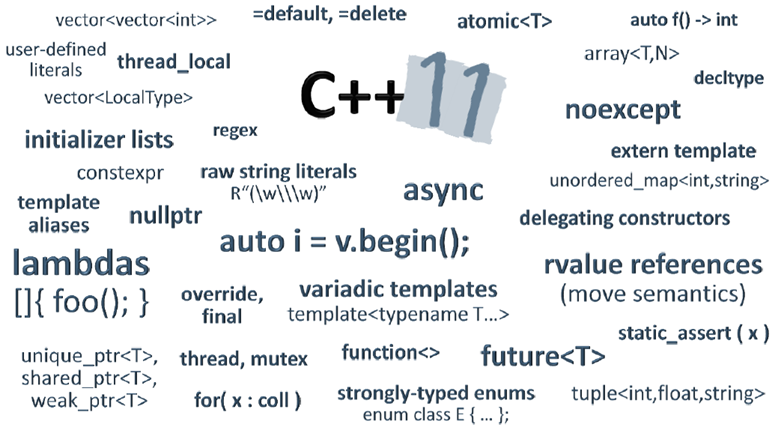 vector<vector<int>>
=default, =delete
atomic<T>
auto f() -> int
user-defined
literals
thread_local
array<T,N>
C++11
decltype
vector<LocalType>
noexcept
initializer lists
regex
extern template
constexpr
raw string literals
R"(\w\\\w)"
async
unordered_map<int,string>
template
aliases
nullptr
delegating constructors
auto i = v.begin();
lambdas
[]{ foo(); }
rvalue references
(move semantics)
override,
final
variadic templates
template<typename T...>
static_assert ( x )
unique_ptr<T>,
shared_ptr<T>,
weak_ptr<T>
thread, mutex
function<>
future<T>
for( x : coll )
strongly-typed enums
enum class E { ... };
tuple<int,float,string>